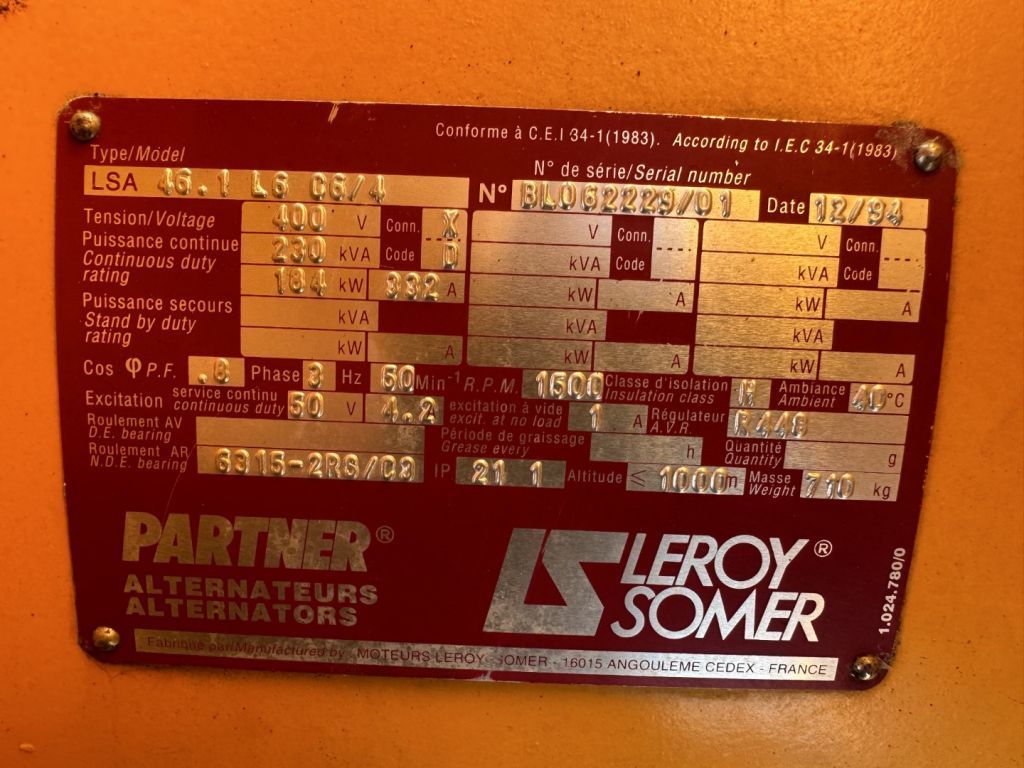 Conforme à C.E.I 34-1(1983). According to I.E.C 34-1(1983)
Type/Model
N° de série/Serial number
LSA 46.1 L6 C6/4 N° BL062229/01 Date 12/94
Tension/Voltage 400 V Conn. X V Conn. V Conn.
Puissance continue 230 kVA Code D kVA Code kVA Code
Continuous duty
rating 184 kW 332 A kW A kW A
Puissance secours kVA kVA kVA
Stand by duty
rating kW A kW A kW A
Cos φ P.F. .8 Phase 3 Hz 50 Min-1 R.P.M. 1500 Classe d'isolation H Ambiance 40°C
Insulation class Ambient
Excitation service continu 50 V 4.2 excitation à vide 1 A Régulateur R448
continuous duty excit. at no load A.V.R.
Roulement AV Période de graissage h Quantité g
D.E. bearing Grease every Quantity
Roulement AR 6315-2RS/C3 IP 21 1 Altitude ≤ 1000m Masse 710 kg
N.D.E. bearing Weight
PARTNER®
ALTERNATEURS
ALTERNATORS
LS LEROY®
SOMER
1.024.780/0
Fabriqué par/Manufactured by MOTEURS LEROY-SOMER - 16015 ANGOULEME CEDEX - FRANCE